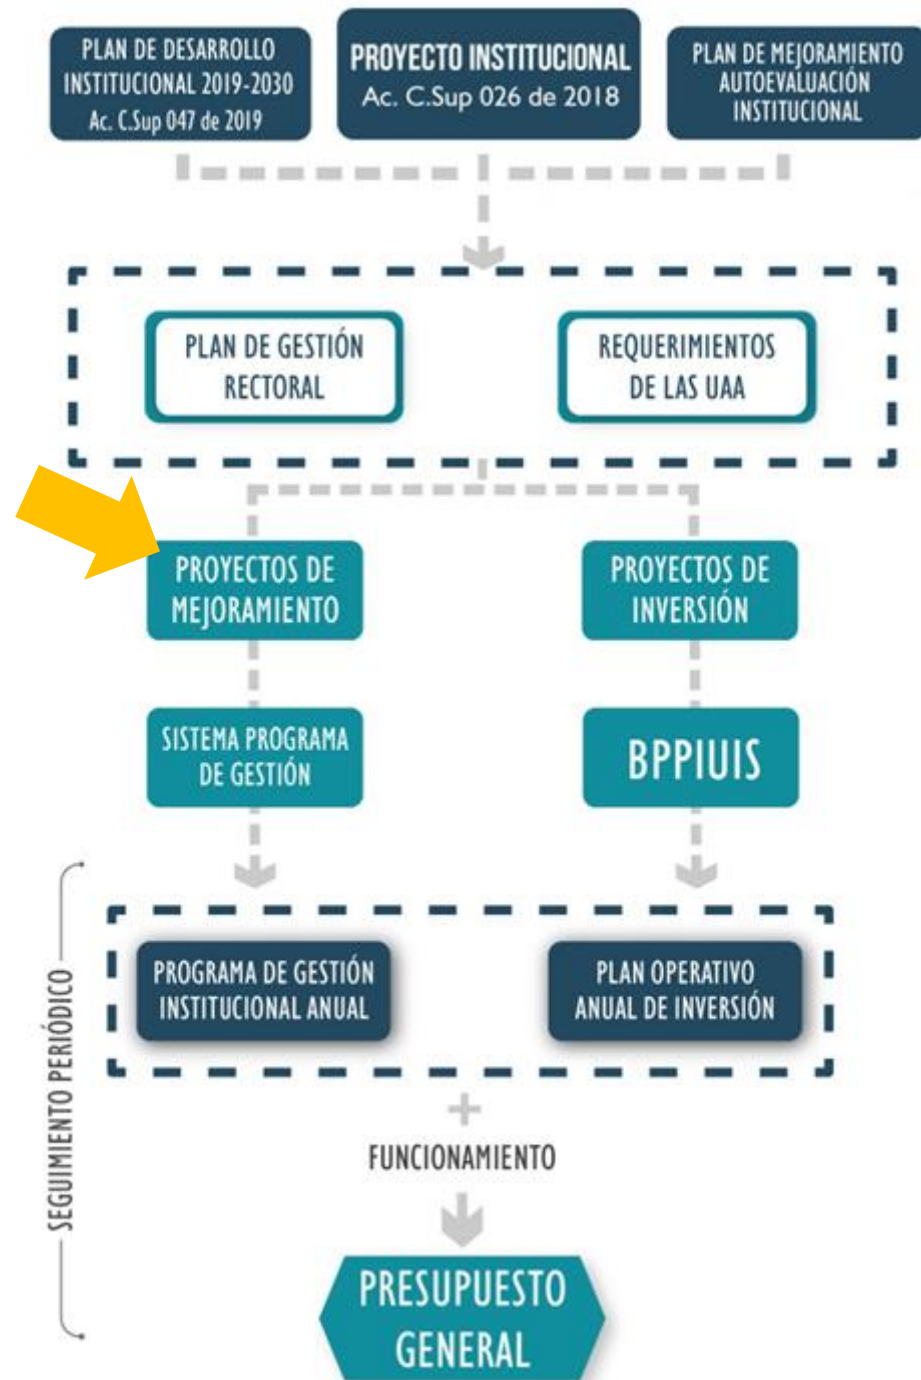 PLAN DE DESARROLLO
INSTITUCIONAL 2019-2030
Ac. C.Sup 047 de 2019
PROYECTO INSTITUCIONAL
Ac. C.Sup 026 de 2018
PLAN DE MEJORAMIENTO
AUTOEVALUACIÓN
INSTITUCIONAL
PLAN DE GESTIÓN
RECTORAL
REQUERIMIENTOS
DE LAS UAA
PROYECTOS DE
MEJORAMIENTO
PROYECTOS DE
INVERSIÓN
SISTEMA PROGRAMA
DE GESTIÓN
BPPIUIS
SEGUIMIENTO PERIÓDICO
PROGRAMA DE GESTIÓN
INSTITUCIONAL ANUAL
PLAN OPERATIVO
ANUAL DE INVERSIÓN
+
FUNCIONAMIENTO
PRESUPUESTO
GENERAL